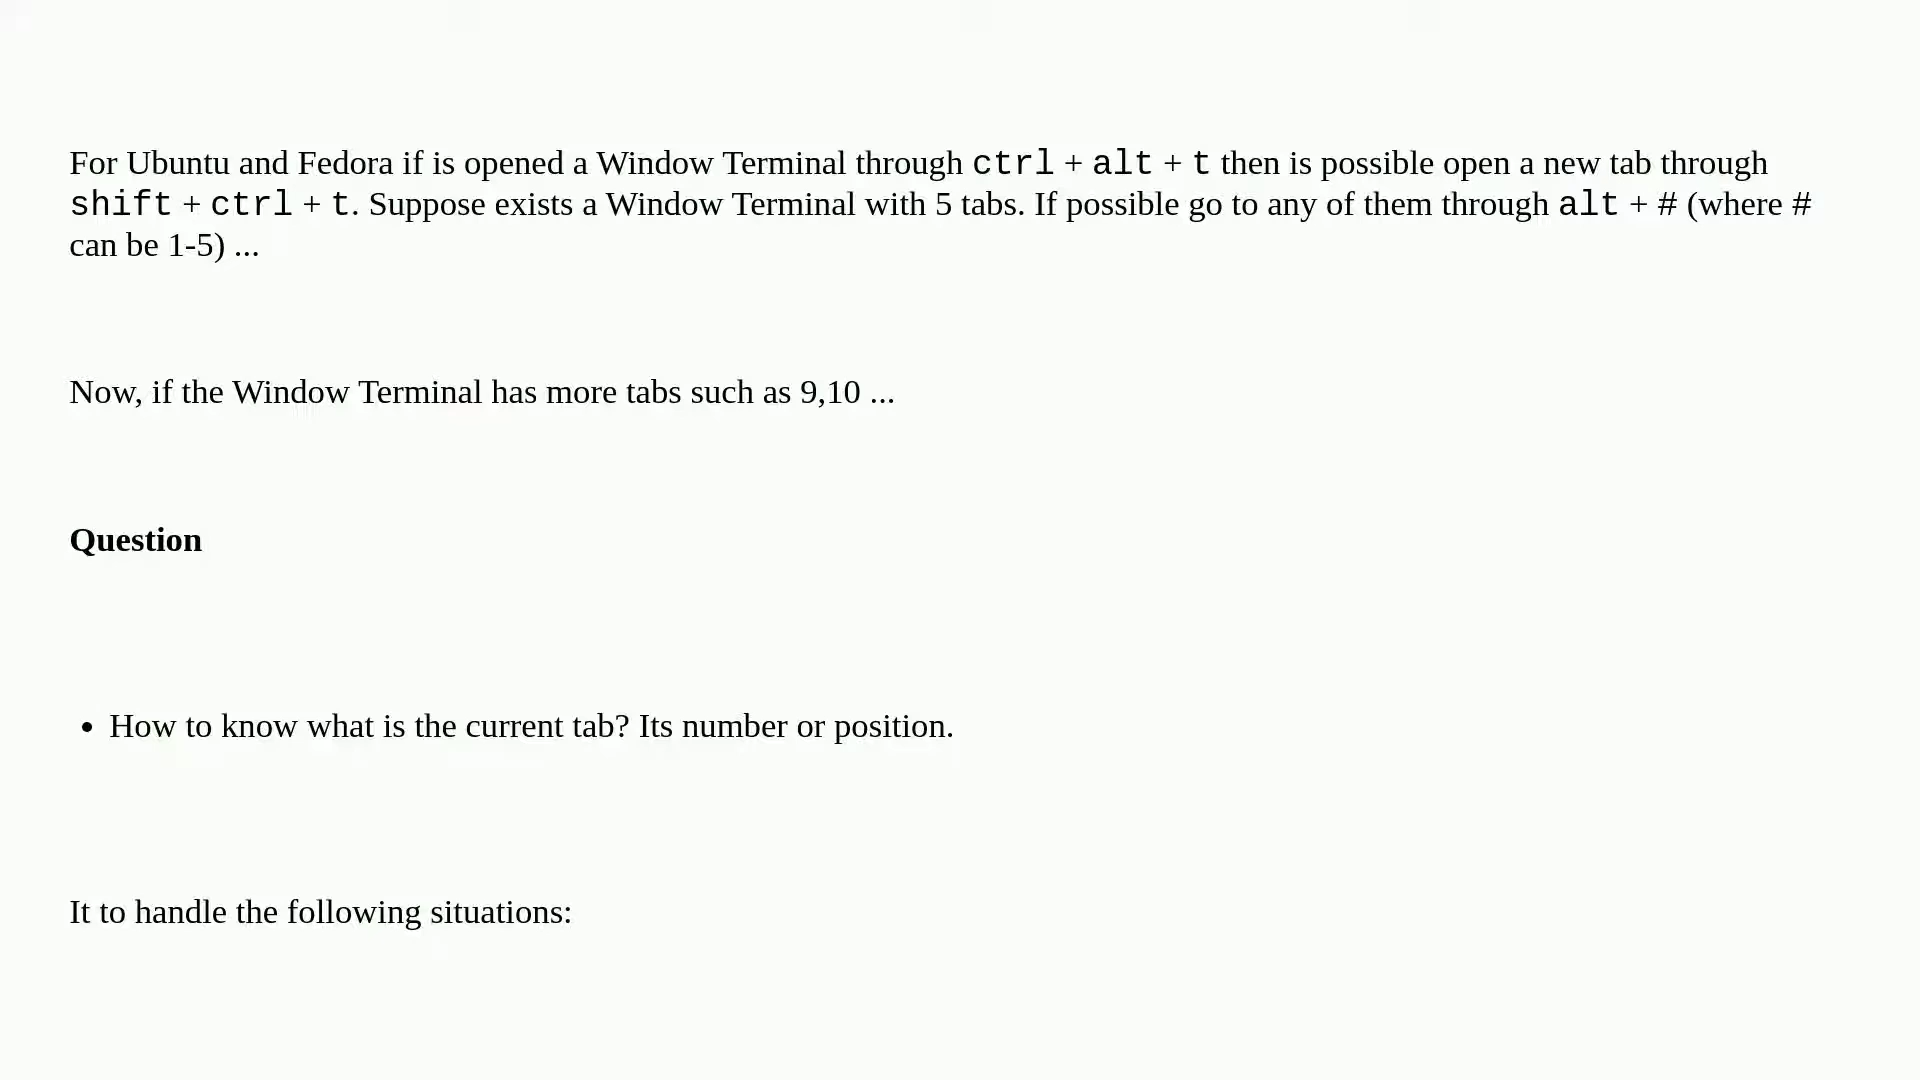 For Ubuntu and Fedora if is opened a Window Terminal through ctrl + alt + t then is possible open a new tab through
shift + ctrl + t. Suppose exists a Window Terminal with 5 tabs. If possible go to any of them through alt + # (where #
can be 1-5) ...
Now, if the Window Terminal has more tabs such as 9,10 ...
Question
• How to know what is the current tab? Its number or position.
It to handle the following situations: